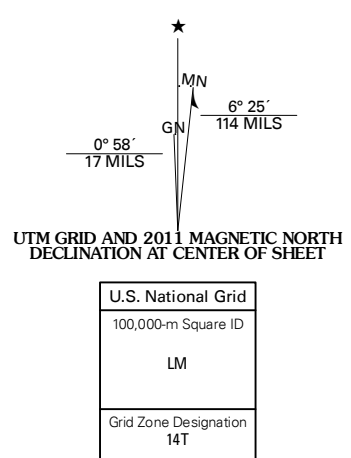 ★
MN
6° 25´
114 MILS
GN
0° 58´
17 MILS
UTM GRID AND 2011 MAGNETIC NORTH
DECLINATION AT CENTER OF SHEET
U.S. National Grid
100,000-m Square ID
LM
Grid Zone Designation
14T